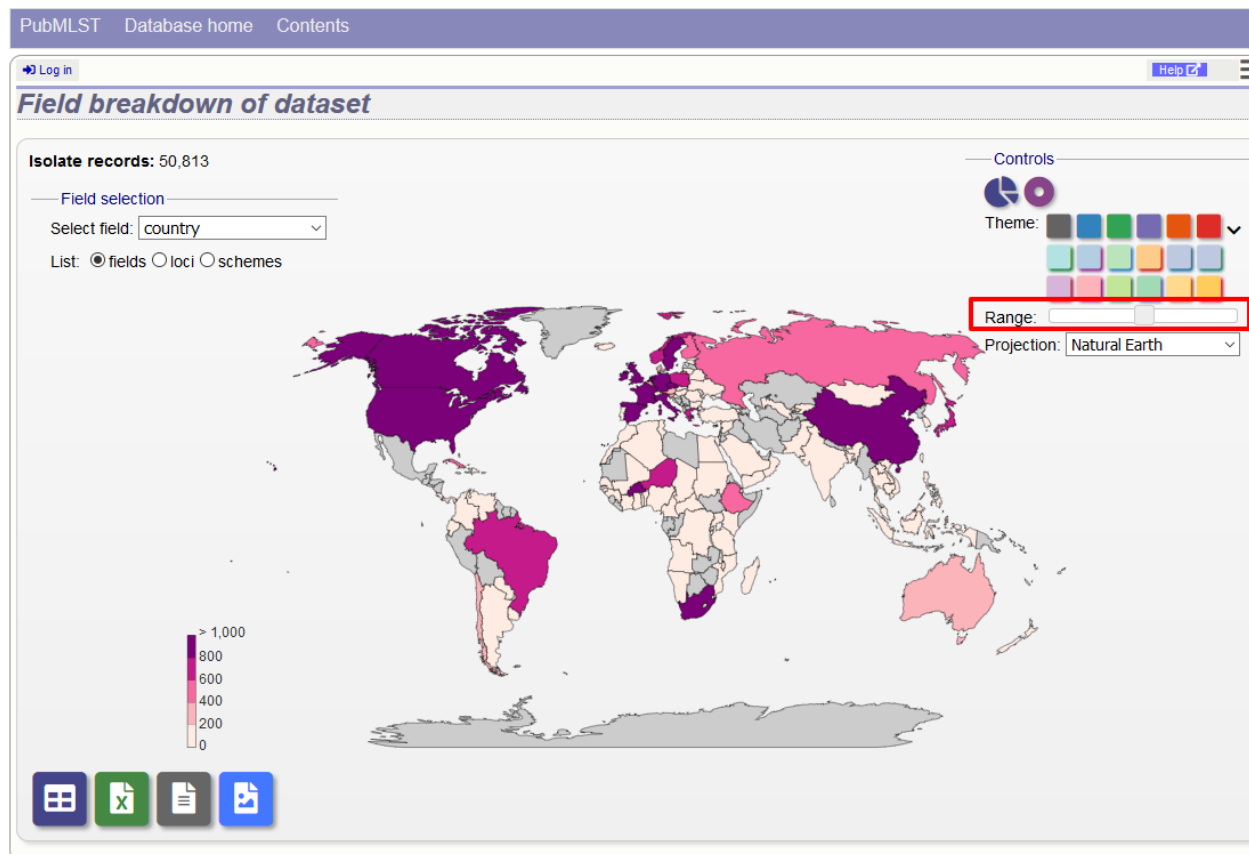 PubMLST Database home Contents
Log in
Help
Field breakdown of dataset
Isolate records: 50,813
Controls
Field selection
Select field: country
Theme:
List: fields loci schemes
Range:
Projection: Natural Earth
> 1,000
800
600
400
200
0
X